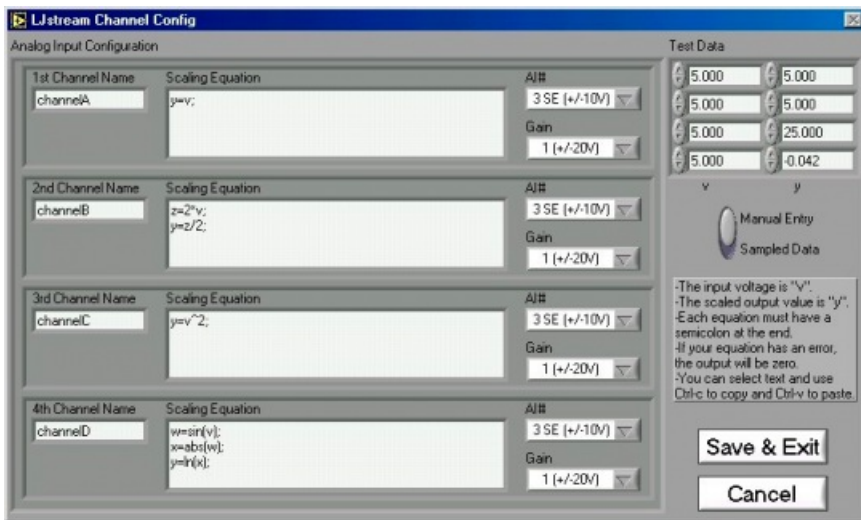 LJstream Channel Config
Analog Input Configuration
1st Channel Name
channelA
Scaling Equation
y=v;
AI#
3 SE (+/-10V)
Gain
1 (+/-20V)
2nd Channel Name
channelB
Scaling Equation
z=2*v;
y=z/2;
AI#
3 SE (+/-10V)
Gain
1 (+/-20V)
3rd Channel Name
channelC
Scaling Equation
y=v^2;
AI#
3 SE (+/-10V)
Gain
1 (+/-20V)
4th Channel Name
channelD
Scaling Equation
w=sin(v);
x=abs(w);
y=ln(x);
AI#
3 SE (+/-10V)
Gain
1 (+/-20V)
Test Data
5.000 5.000
5.000 5.000
5.000 25.000
5.000 -0.042
v y
Manual Entry
Sampled Data
-The input voltage is "v".
-The scaled output value is "y".
-Each equation must have a
semicolon at the end.
-If your equation has an error,
the output will be zero.
-You can select text and use
Ctrl-c to copy and Ctrl-v to paste.
Save & Exit
Cancel